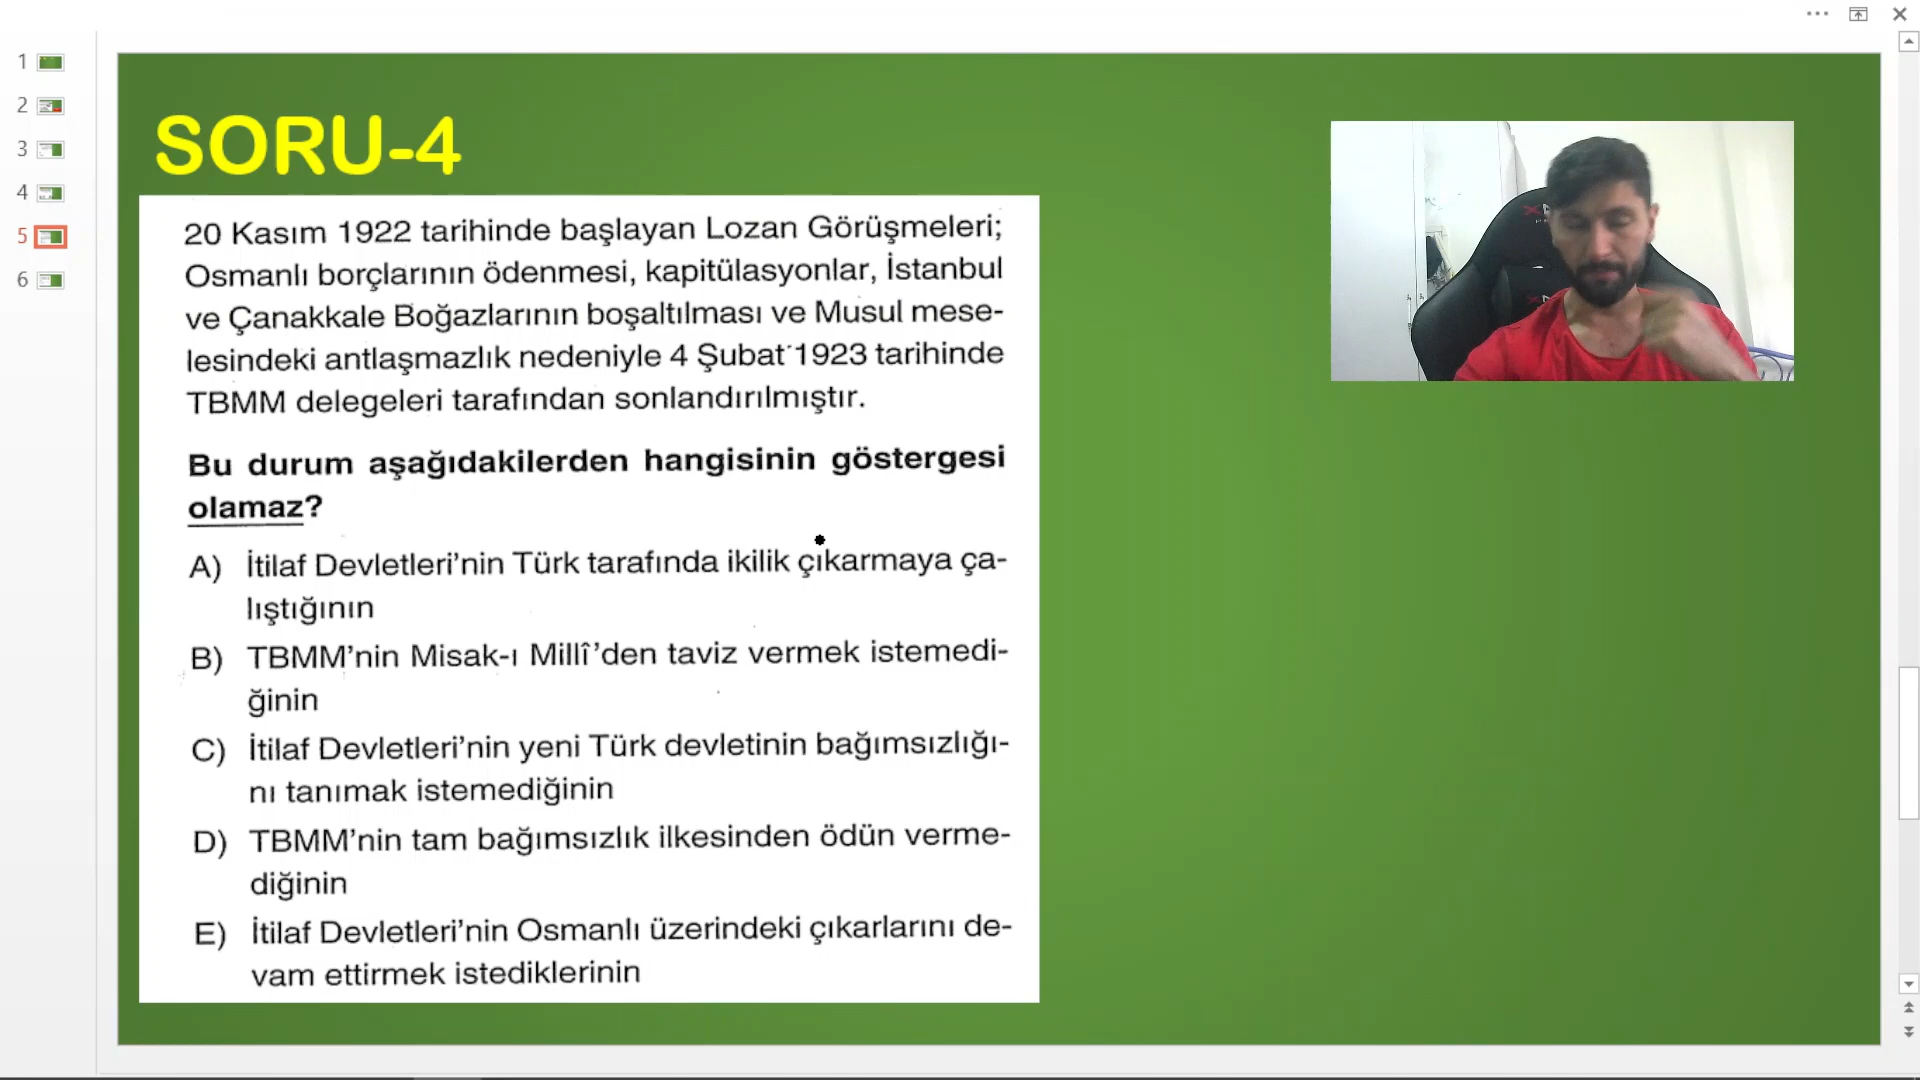 1
2
3
4
5
6
SORU-4
20 Kasım 1922 tarihinde başlayan Lozan Görüşmeleri;
Osmanlı borçlarının ödenmesi, kapitülasyonlar, İstanbul
ve Çanakkale Boğazlarının boşaltılması ve Musul mese-
lesindeki antlaşmazlık nedeniyle 4 Şubat 1923 tarihinde
TBMM delegeleri tarafından sonlandırılmıştır.
Bu durum aşağıdakilerden hangisinin göstergesi
olamaz?
A) İtilaf Devletleri’nin Türk tarafında ikilik çıkarmaya ça-
lıştığının
B) TBMM’nin Misak-ı Millî’den taviz vermek istemedi-
ğinin
C) İtilaf Devletleri’nin yeni Türk devletinin bağımsızlığı-
nı tanımak istemediğinin
D) TBMM’nin tam bağımsızlık ilkesinden ödün verme-
diğinin
E) İtilaf Devletleri’nin Osmanlı üzerindeki çıkarlarını de-
vam ettirmek istediklerinin